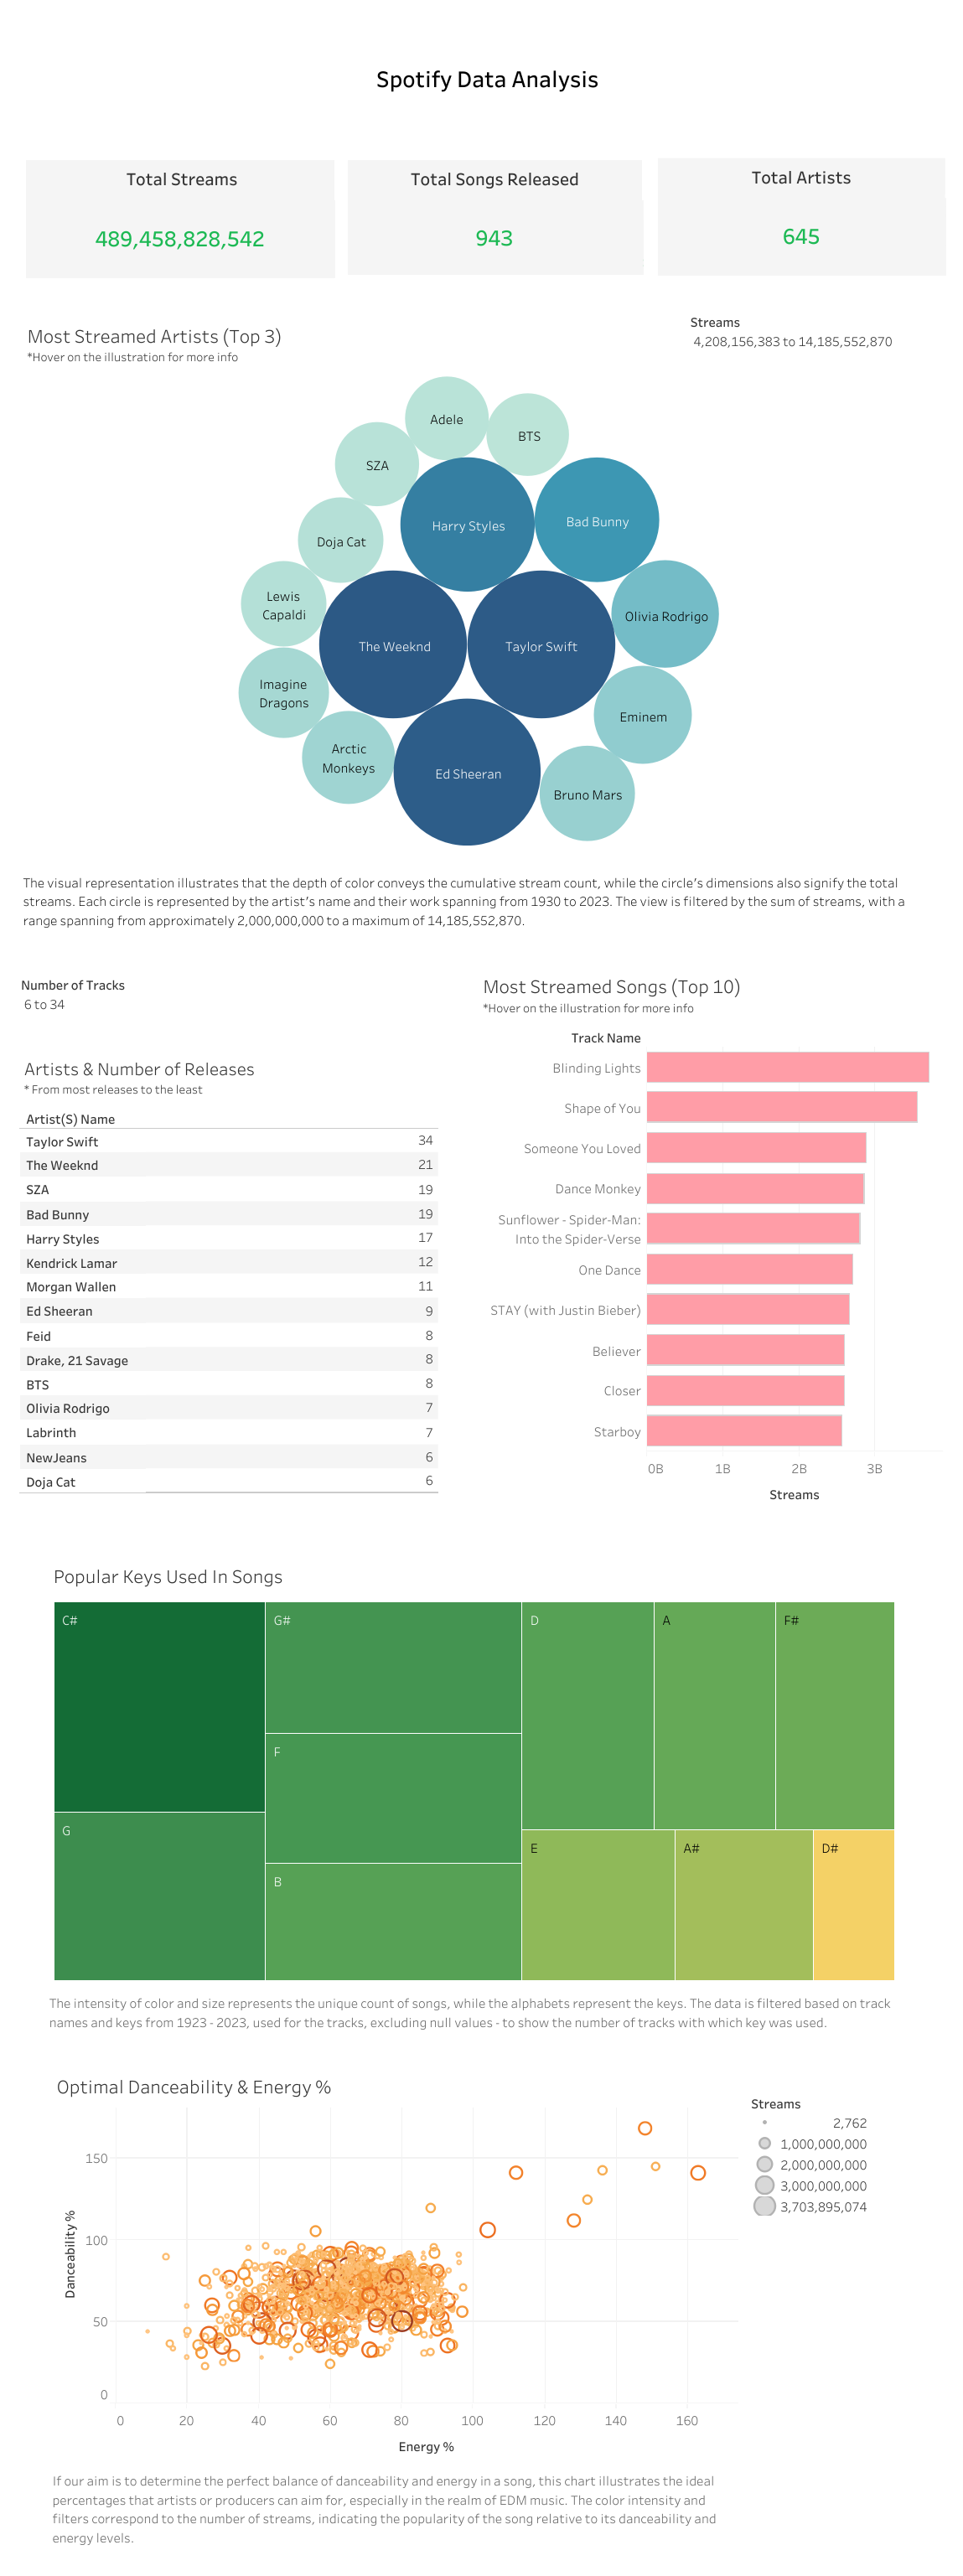 Spotify Data Analysis
Total Streams
489,458,828,542
Total Songs Released
943
Total Artists
645
Most Streamed Artists (Top 3)
*Hover on the illustration for more info
Streams
4,208,156,383 to 14,185,552,870
Adele
BTS
SZA
Harry Styles
Bad Bunny
Doja Cat
Lewis
Capaldi
Olivia Rodrigo
The Weeknd
Taylor Swift
Imagine
Dragons
Eminem
Arctic
Monkeys
Ed Sheeran
Bruno Mars
The visual representation illustrates that the depth of color conveys the cumulative stream count, while the circle's dimensions also signify the total
streams. Each circle is represented by the artist's name and their work spanning from 1930 to 2023. The view is filtered by the sum of streams, with a
range spanning from approximately 2,000,000,000 to a maximum of 14,185,552,870.
Number of Tracks
6 to 34
Artists & Number of Releases
* From most releases to the least
Artist(S) Name
Taylor Swift 34
The Weeknd 21
SZA 19
Bad Bunny 19
Harry Styles 17
Kendrick Lamar 12
Morgan Wallen 11
Ed Sheeran 9
Feid 8
Drake, 21 Savage 8
BTS 8
Olivia Rodrigo 7
Labrinth 7
NewJeans 6
Doja Cat 6
Most Streamed Songs (Top 10)
*Hover on the illustration for more info
Track Name
Blinding Lights
Shape of You
Someone You Loved
Dance Monkey
Sunflower - Spider-Man:
Into the Spider-Verse
One Dance
STAY (with Justin Bieber)
Believer
Closer
Starboy
0B 1B 2B 3B
Streams
Popular Keys Used In Songs
C#
G#
D
A
F#
F
G
E
A#
D#
B
The intensity of color and size represents the unique count of songs, while the alphabets represent the keys. The data is filtered based on track
names and keys from 1923 - 2023, used for the tracks, excluding null values - to show the number of tracks with which key was used.
Optimal Danceability & Energy %
Streams
2,762
1,000,000,000
2,000,000,000
3,000,000,000
3,703,895,074
150
100
50
0
Danceability %
0 20 40 60 80 100 120 140 160
Energy %
If our aim is to determine the perfect balance of danceability and energy in a song, this chart illustrates the ideal
percentages that artists or producers can aim for, especially in the realm of EDM music. The color intensity and
filters correspond to the number of streams, indicating the popularity of the song relative to its danceability and
energy levels.